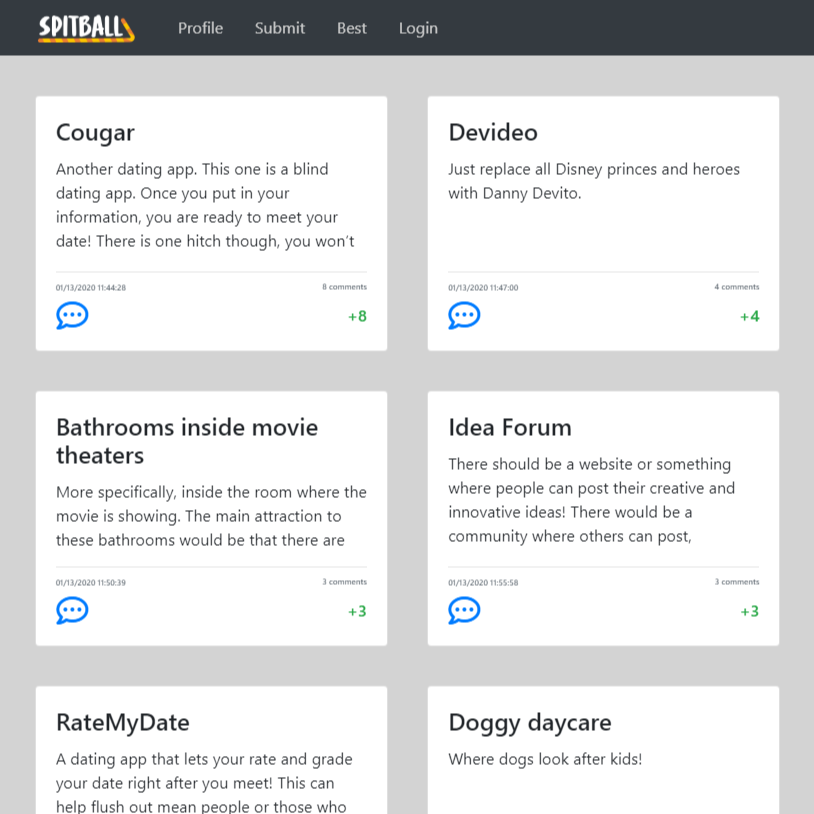 SPITBALL Profile Submit Best Login
Cougar
Another dating app. This one is a blind
dating app. Once you put in your
information, you are ready to meet your
date! There is one hitch though, you won't
01/13/2020 11:44:28 8 comments
+8
Devideo
Just replace all Disney princes and heroes
with Danny Devito.
01/13/2020 11:47:00 4 comments
+4
Bathrooms inside movie
theaters
More specifically, inside the room where the
movie is showing. The main attraction to
these bathrooms would be that there are
01/13/2020 11:50:39 3 comments
+3
Idea Forum
There should be a website or something
where people can post their creative and
innovative ideas! There would be a
community where others can post,
01/13/2020 11:55:58 3 comments
+3
RateMyDate
A dating app that lets your rate and grade
your date right after you meet! This can
help flush out mean people or those who
Doggy daycare
Where dogs look after kids!